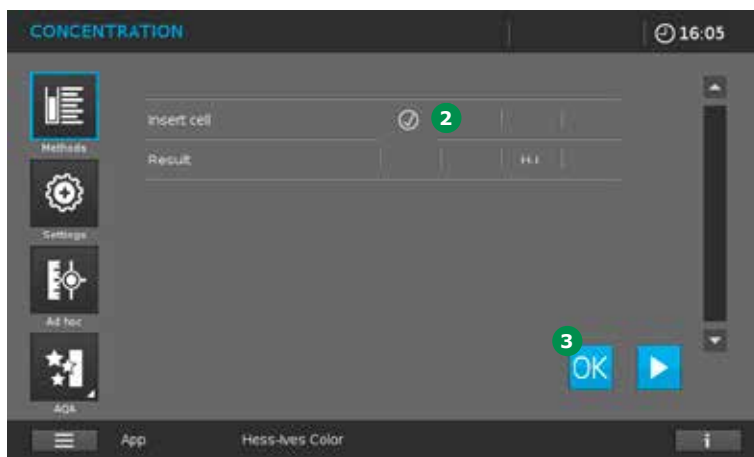 CONCENTRATION 16:05
Methods
Insert cell 2
Result H.I
Settings
Ad hoc
AQA
3
OK
App Hess-Ives Color i